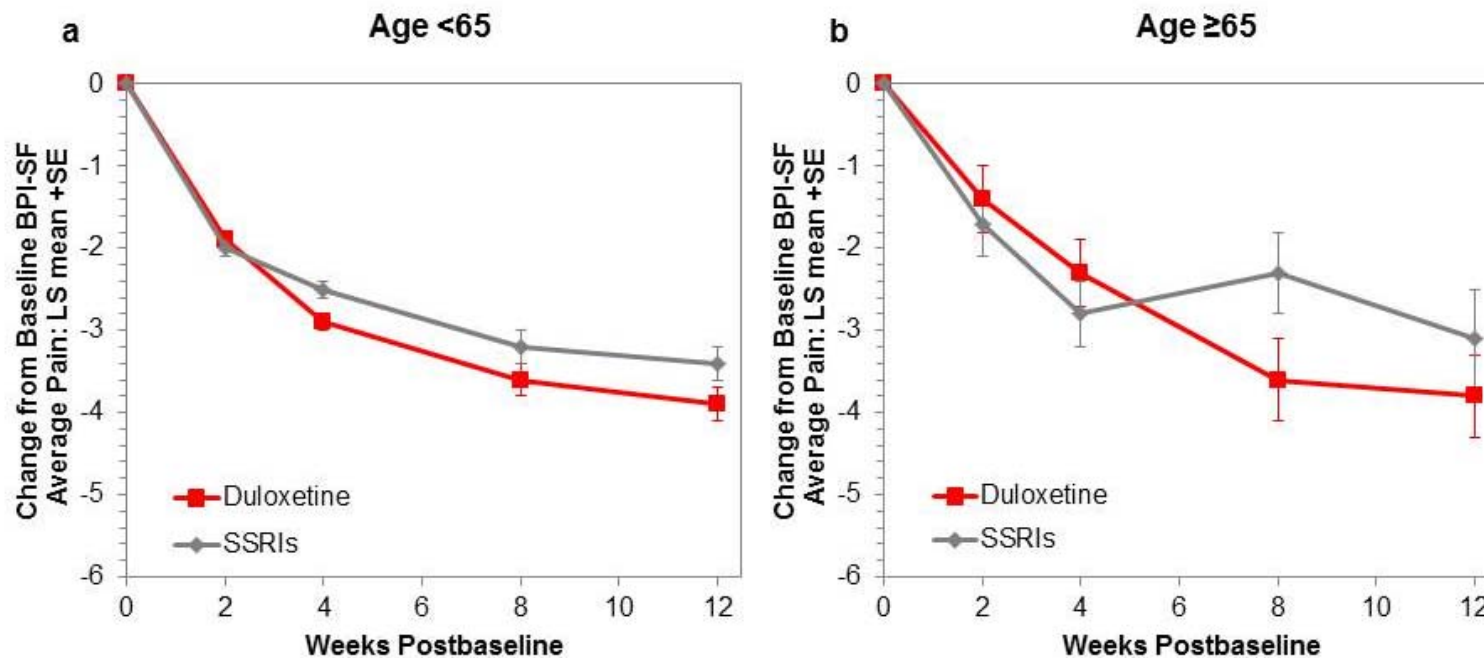 a
Age <65
Change from Baseline BPI-SF
Average Pain: LS mean +SE
0
-1
-2
-3
-4
-5
-6
Duloxetine
SSRIs
0 2 4 6 8 10 12
Weeks Postbaseline
b
Age ≥65
Change from Bseline BPI-SF
Average Pain: LS mean +SE
0
-1
-2
-3
-4
-5
-6
Duloxetine
SSRIs
0 2 4 6 8 10 12
Weeks Postbaseline